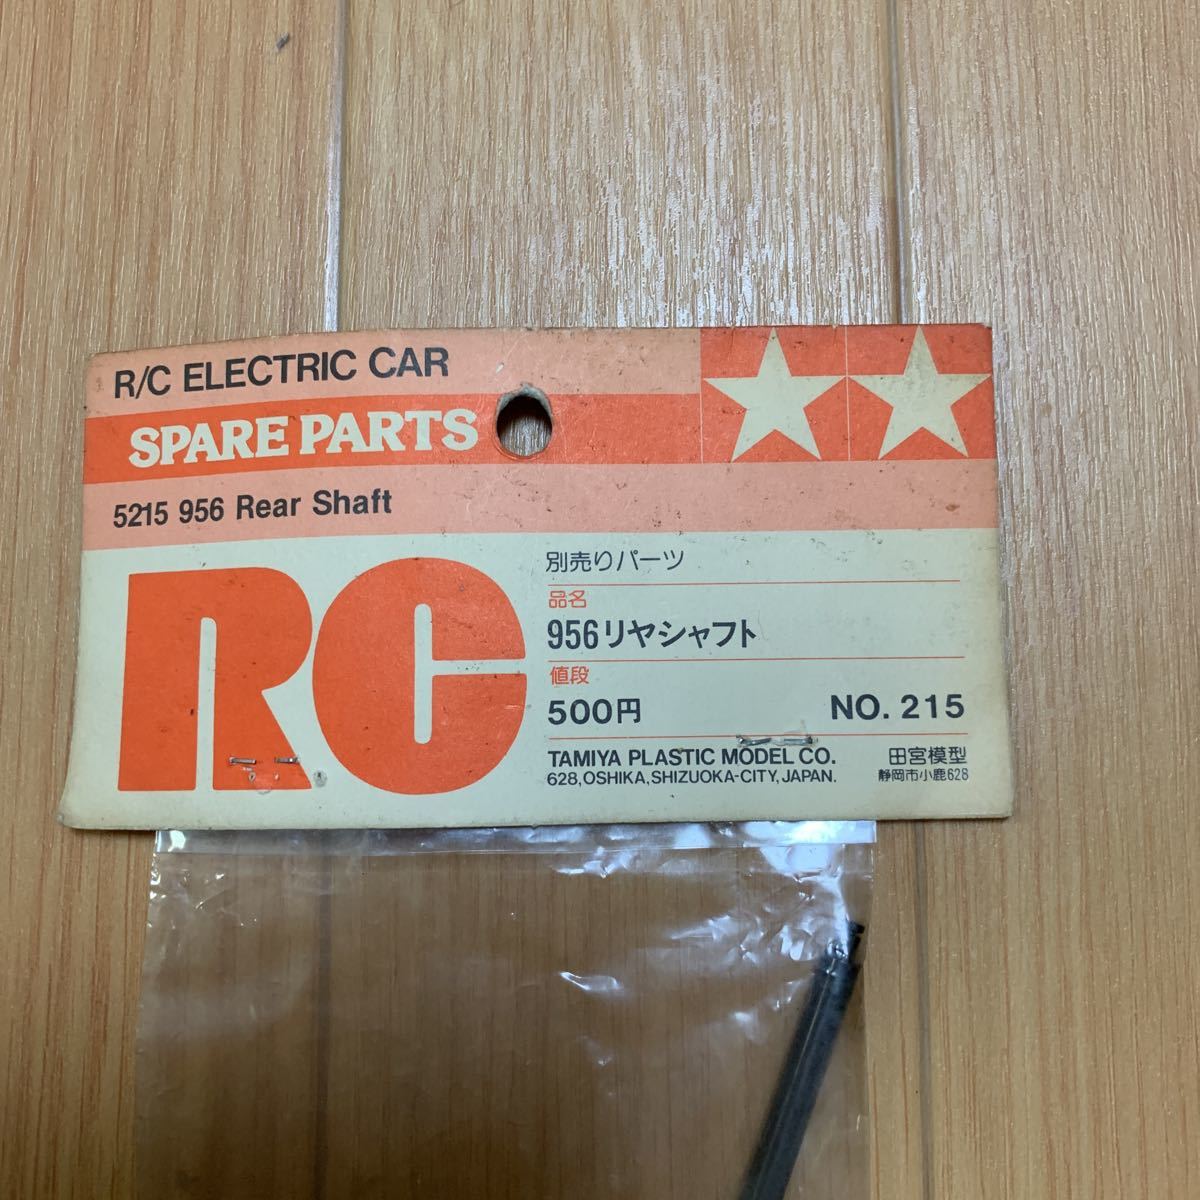 R/C ELECTRIC CAR
SPARE PARTS
5215 956 Rear Shaft
RC
別売りパーツ
品名
956リヤシャフト
値段
500円 NO. 215
TAMIYA PLASTIC MODEL CO. 田宮模型
628, OSHIKA, SHIZUOKA-CITY, JAPAN. 静岡市小鹿628